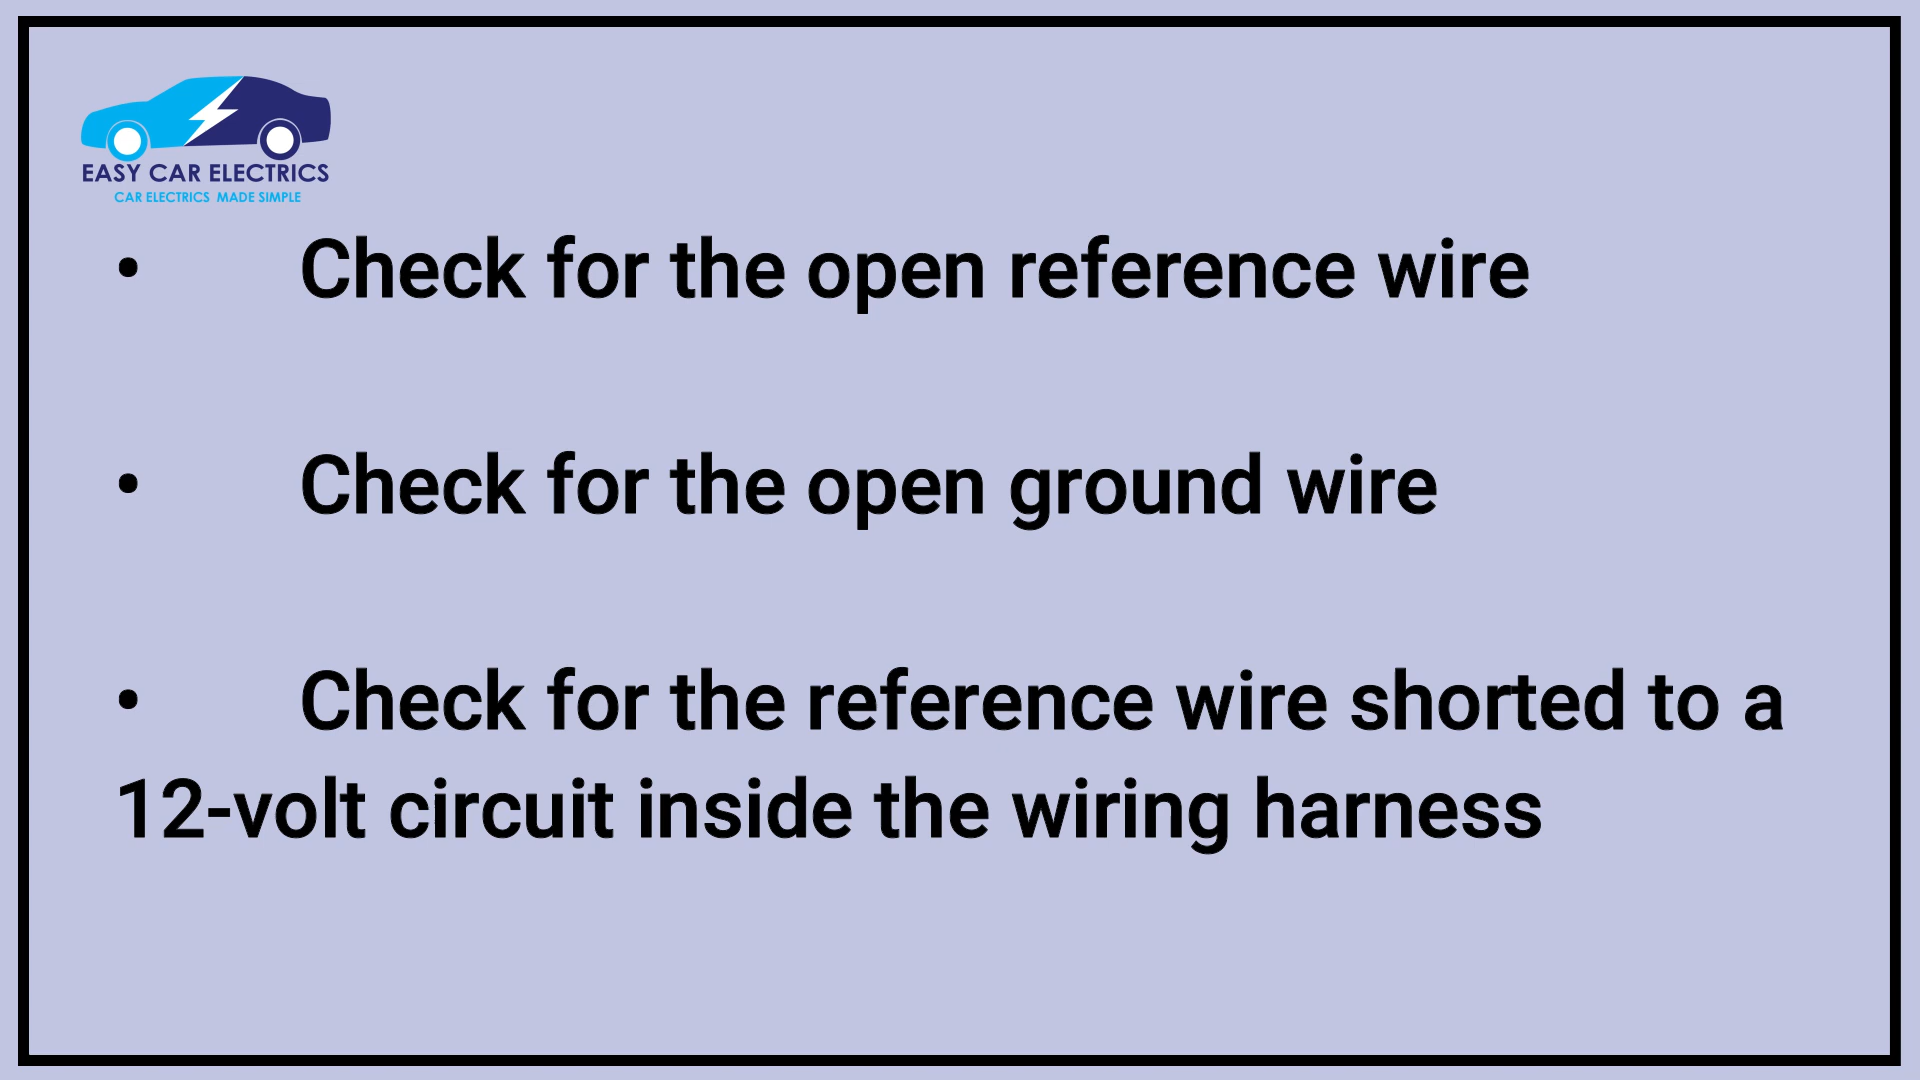 EASY CAR ELECTRICS
CAR ELECTRICS MADE SIMPLE
• Check for the open reference wire
• Check for the open ground wire
• Check for the reference wire shorted to a
12-volt circuit inside the wiring harness